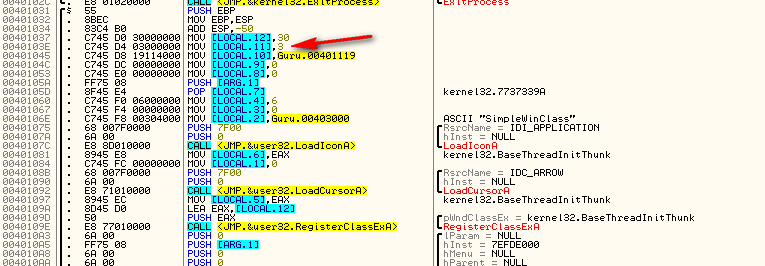 0040102C . E8 01020000 CALL <JMP.&kernel32.ExitProcess> ExitProcess
00401031 $ 55 PUSH EBP
00401032 . 8BEC MOV EBP,ESP
00401034 . 83C4 B0 ADD ESP,-50
00401037 . C745 D0 30000000 MOV [LOCAL.12],30
0040103E . C745 D4 03000000 MOV [LOCAL.11],3
00401045 . C745 D8 19114000 MOV [LOCAL.10],Guru.00401119
0040104C . C745 DC 00000000 MOV [LOCAL.9],0
00401053 . C745 E0 00000000 MOV [LOCAL.8],0
0040105A . FF75 08 PUSH [ARG.1]
0040105D . 8F45 E4 POP [LOCAL.7] kernel32.7737339A
00401060 . C745 F0 06000000 MOV [LOCAL.4],6
00401067 . C745 F4 00000000 MOV [LOCAL.3],0
0040106E . C745 F8 00304000 MOV [LOCAL.2],Guru.00403000 ASCII "SimpleWinClass"
00401075 . 68 007F0000 PUSH 7F00 RsrcName = IDI_APPLICATION
0040107A . 6A 00 PUSH 0 hInst = NULL
0040107C . E8 8D010000 CALL <JMP.&user32.LoadIconA> LoadIconA
00401081 . 8945 E8 MOV [LOCAL.6],EAX kernel32.BaseThreadInitThunk
00401084 . C745 FC 00000000 MOV [LOCAL.1],0
0040108B . 68 007F0000 PUSH 7F00 RsrcName = IDC_ARROW
00401090 . 6A 00 PUSH 0 hInst = NULL
00401092 . E8 71010000 CALL <JMP.&user32.LoadCursorA> LoadCursorA
00401097 . 8945 EC MOV [LOCAL.5],EAX kernel32.BaseThreadInitThunk
0040109A . 8D45 D0 LEA EAX,[LOCAL.12]
0040109D . 50 PUSH EAX pWndClassEx = kernel32.BaseThreadInitThunk
0040109E . E8 77010000 CALL <JMP.&user32.RegisterClassExA> RegisterClassExA
004010A3 . 6A 00 PUSH 0 lParam = NULL
004010A5 . FF75 08 PUSH [ARG.1] hInst = 7EFDE000
004010A8 . 6A 00 PUSH 0 hMenu = NULL
004010AA . 6A 00 PUSH 0 hParent = NULL